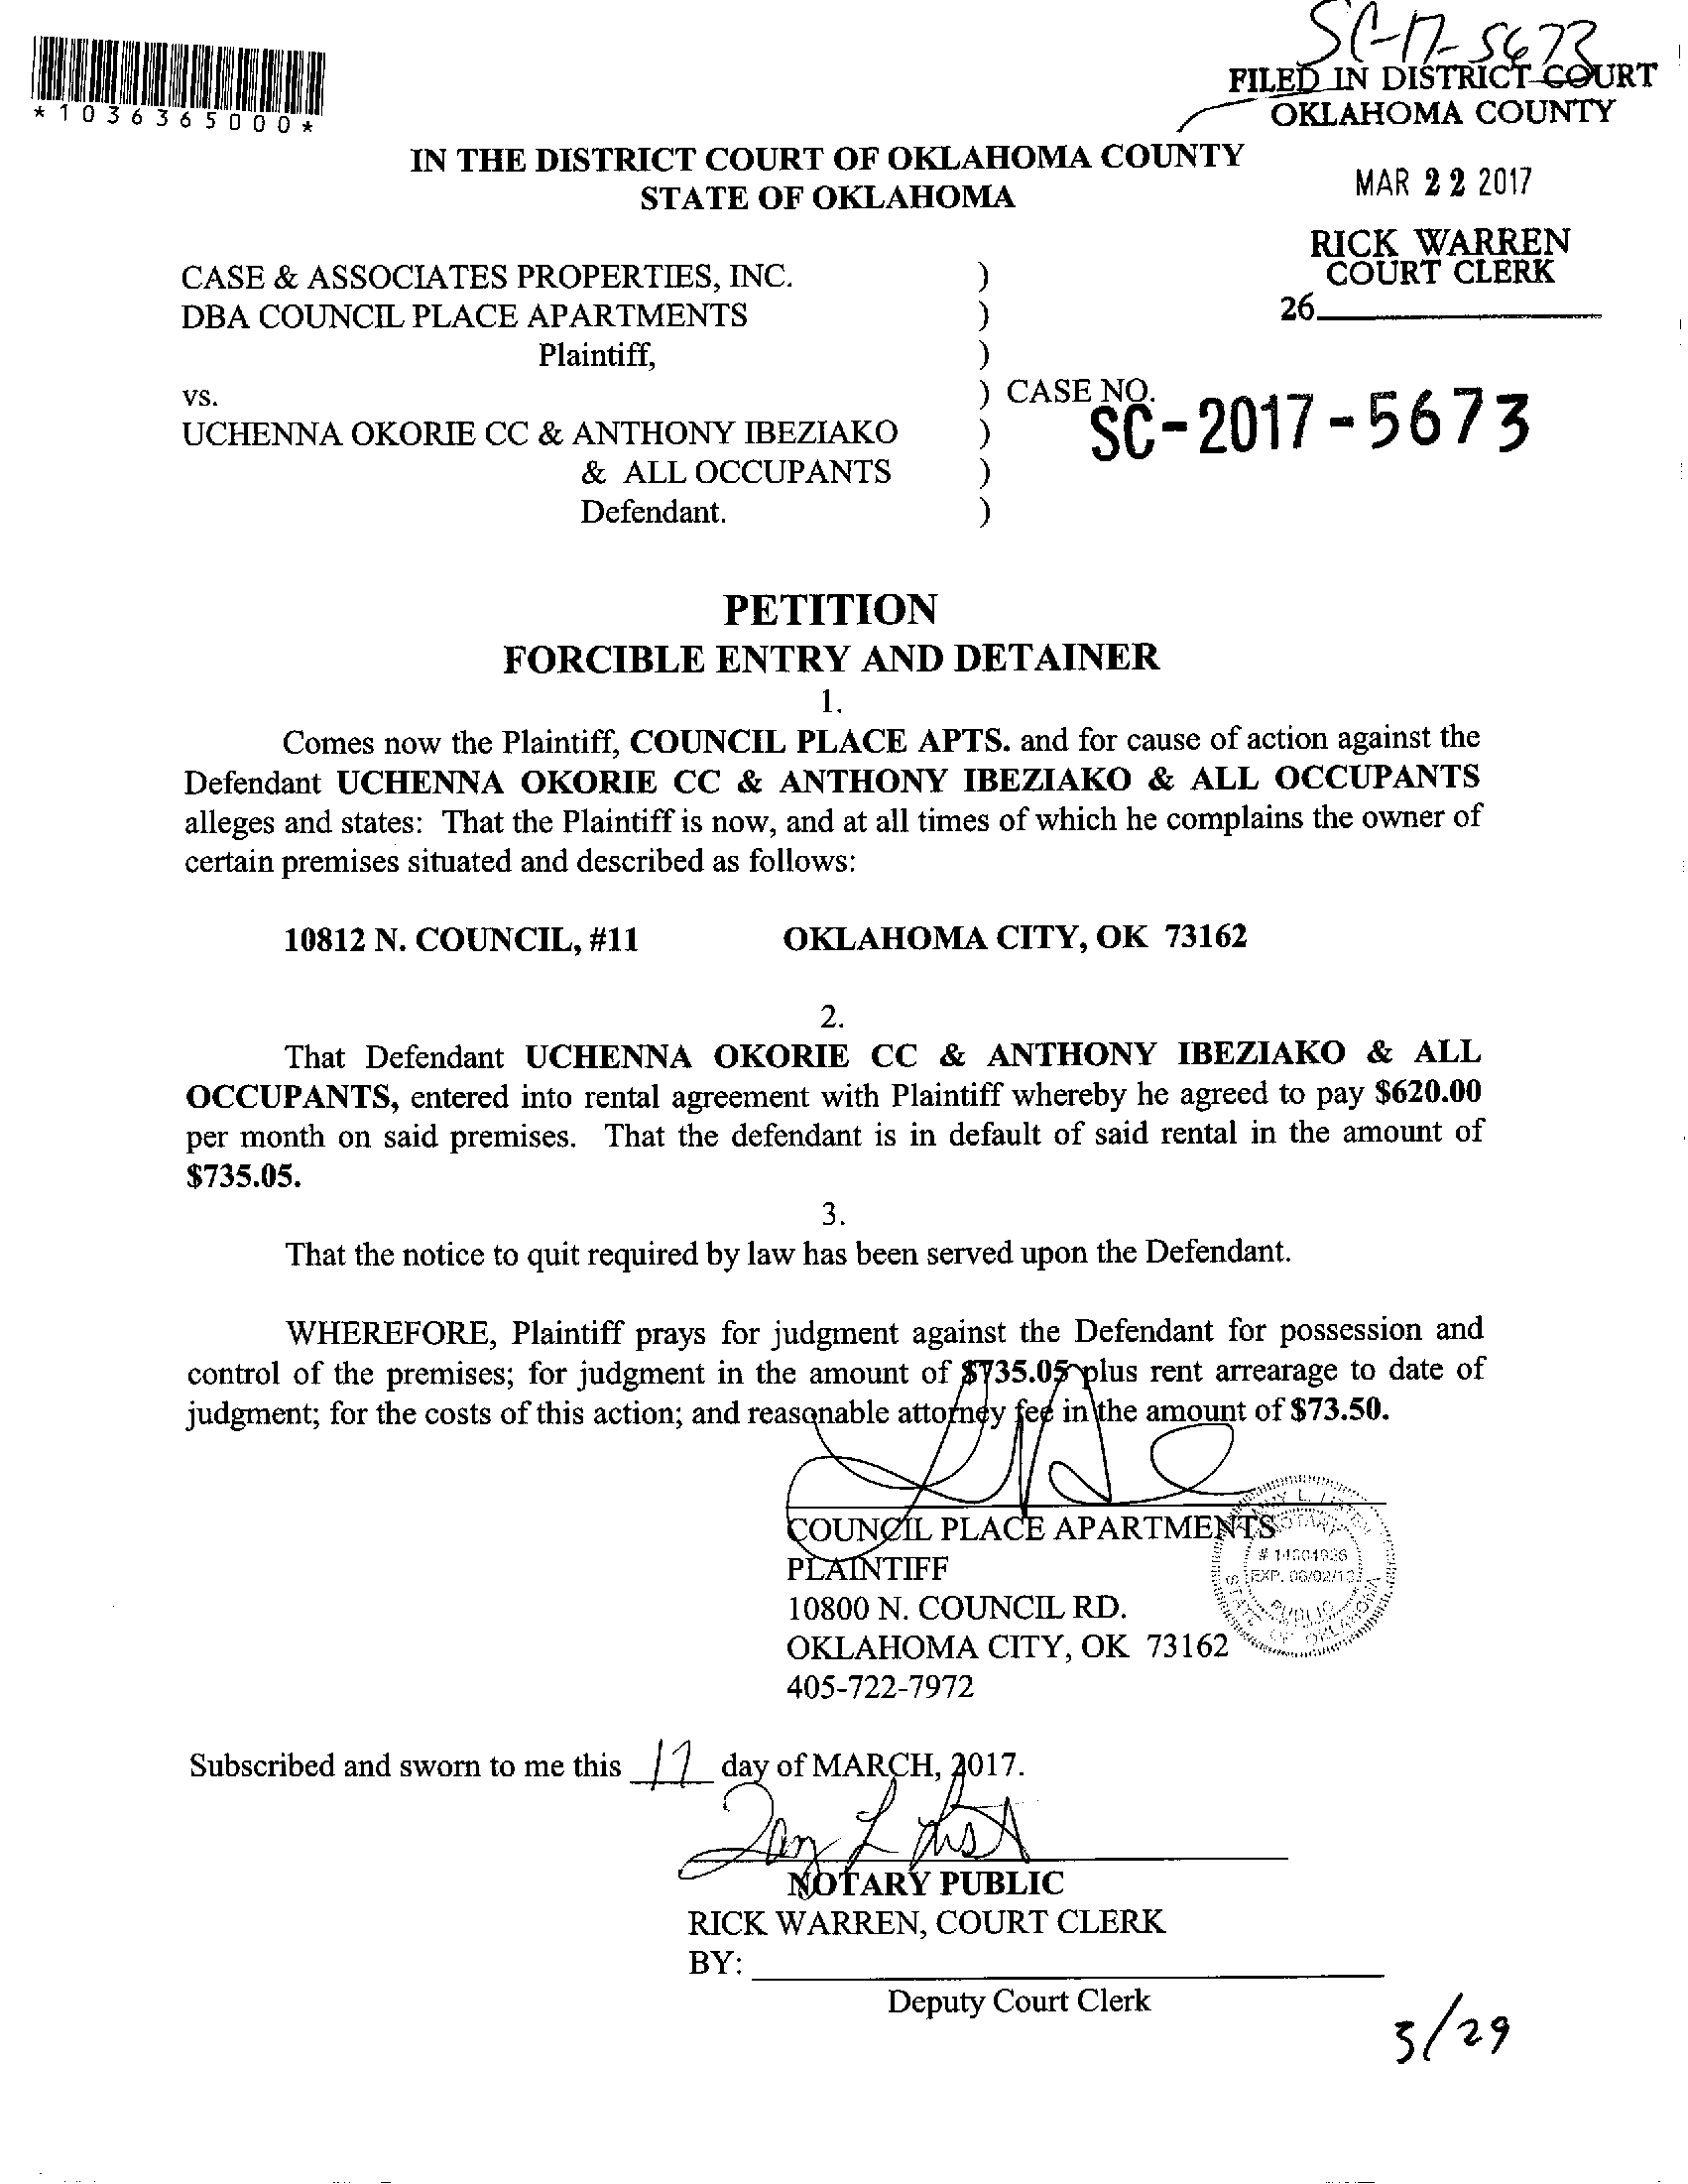 SC-17-5673
FILED IN DISTRICT COURT
OKLAHOMA COUNTY
*1036365000*
IN THE DISTRICT COURT OF OKLAHOMA COUNTY
STATE OF OKLAHOMA
MAR 22 2017
RICK WARREN
COURT CLERK
26
CASE & ASSOCIATES PROPERTIES, INC. )
DBA COUNCIL PLACE APARTMENTS )
Plaintiff, )
vs. ) CASE NO.
SC-2017-5673
UCHENNA OKORIE CC & ANTHONY IBEZIAKO )
& ALL OCCUPANTS )
Defendant. )
PETITION
FORCIBLE ENTRY AND DETAINER
1.
Comes now the Plaintiff, COUNCIL PLACE APTS. and for cause of action against the
Defendant UCHENNA OKORIE CC & ANTHONY IBEZIAKO & ALL OCCUPANTS
alleges and states: That the Plaintiff is now, and at all times of which he complains the owner of
certain premises situated and described as follows:
10812 N. COUNCIL, #11 OKLAHOMA CITY, OK 73162
2.
That Defendant UCHENNA OKORIE CC & ANTHONY IBEZIAKO & ALL
OCCUPANTS, entered into rental agreement with Plaintiff whereby he agreed to pay $620.00
per month on said premises. That the defendant is in default of said rental in the amount of
$735.05.
3.
That the notice to quit required by law has been served upon the Defendant.
WHEREFORE, Plaintiff prays for judgment against the Defendant for possession and
control of the premises; for judgment in the amount of $735.05 plus rent arrearage to date of
judgment; for the costs of this action; and reasonable attorney fee in the amount of $73.50.
COUNCIL PLACE APARTMENTS
PLAINTIFF
10800 N. COUNCIL RD.
OKLAHOMA CITY, OK 73162
405-722-7972
NOTARY
PUBLIC
STATE OF OKLAHOMA
Subscribed and sworn to me this 17 day of MARCH, 2017.
NOTARY PUBLIC
RICK WARREN, COURT CLERK
BY:
Deputy Court Clerk
3/29